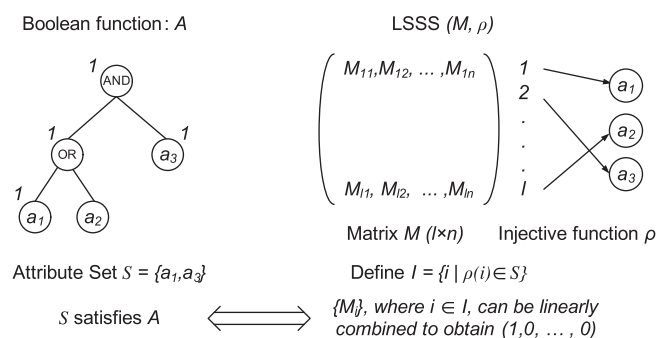 Boolean function: A
LSSS (M, ρ)
1
AND
1
OR
1
a3
1
a1
a2
M11,M12, ... ,M1n
Ml1, Ml2, ... ,Mln
1
2
.
.
.
l
a1
a2
a3
Matrix M (l×n)
Injective function ρ
Attribute Set S = {a1,a3}
Define I = {i | ρ(i)∈S}
S satisfies A
{Mi}, where i ∈ I, can be linearly
combined to obtain (1,0, ... , 0)